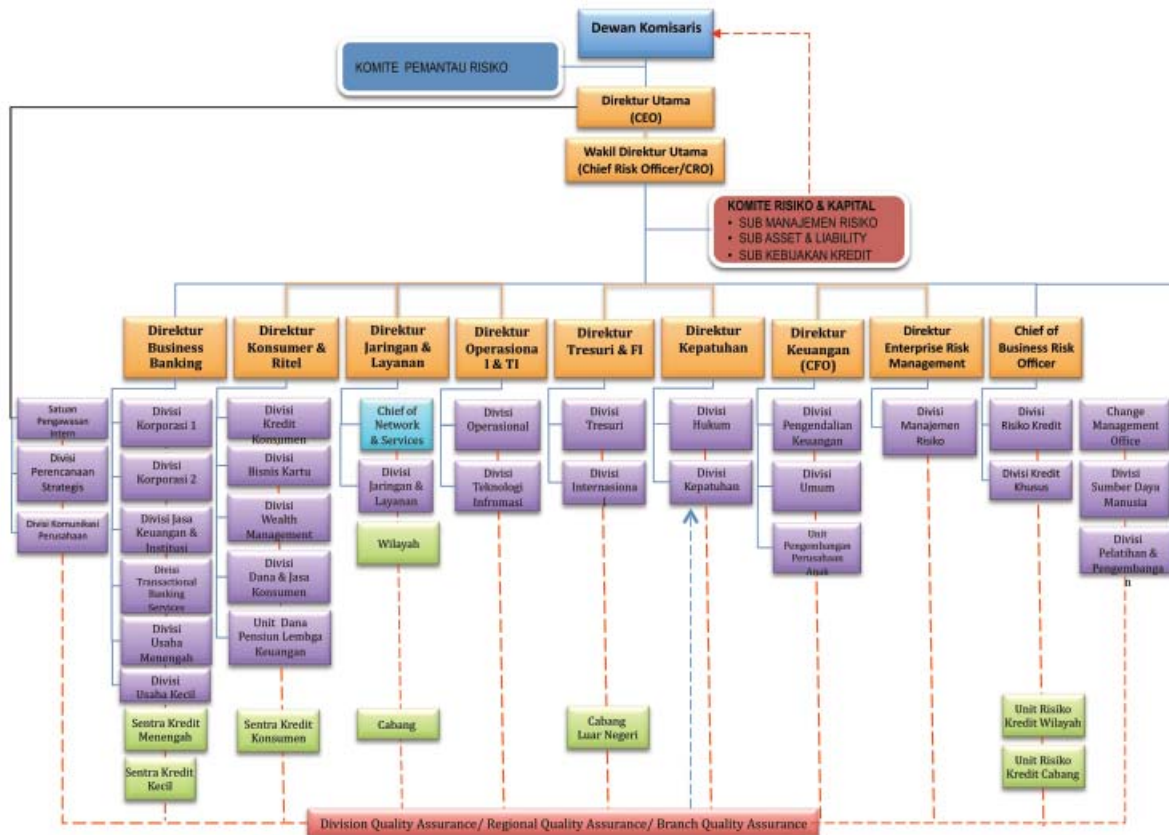 Dewan Komisaris
KOMITE PEMANTAU RISIKO
Direktur Utama
(CEO)
Wakil Direktur Utama
(Chief Risk Officer/CRO)
KOMITE RISIKO & KAPITAL
• SUB MANAJEMEN RISIKO
• SUB ASSET & LIABILITY
• SUB KEBIJAKAN KREDIT
Direktur
Business
Banking
Direktur
Konsumer &
Ritel
Direktur
Jaringan &
Layanan
Direktur
Operasiona
l & TI
Direktur
Tresuri & FI
Direktur
Kepatuhan
Direktur
Keuangan
(CFO)
Direktur
Enterprise Risk
Management
Chief of
Business Risk
Officer
Satuan
Pengawasan
Intern
Divisi
Perencanaan
Strategis
Divisi Komunikasi
Perusahaan
Divisi
Korporasi 1
Divisi
Korporasi 2
Divisi Jasa
Keuangan &
Institusi
Divisi
Transactional
Banking
Services
Divisi
Usaha
Menengah
Divisi
Usaha Kecil
Sentra Kredit
Menengah
Sentra Kredit
Kecil
Divisi
Kredit
Konsumen
Divisi
Bisnis Kartu
Divisi
Wealth
Management
Divisi
Dana & Jasa
Konsumen
Unit Dana
Pensiun Lembga
Keuangan
Sentra Kredit
Konsumen
Chief of
Network
& Services
Divisi
Jaringan &
Layanan
Wilayah
Cabang
Divisi
Operasional
Divisi
Teknologi
Infrumasi
Divisi
Tresuri
Divisi
Internasiona
l
Cabang
Luar Negeri
Divisi
Hukum
Divisi
Kepatuhan
Divisi
Pengendalian
Keuangan
Divisi
Umum
Unit
Pengembangan
Perusahaan
Anak
Divisi
Manajemen
Risiko
Divisi
Risiko Kredit
Divisi Kredit
Khusus
Unit Risiko
Kredit Wilayah
Unit Risiko
Kredit Cabang
Change
Management
Office
Divisi
Sumber Daya
Manusia
Divisi
Pelatihan &
Pengembanga
n
Division Quality Assurance/ Regional Quality Assurance/ Branch Quality Assurance